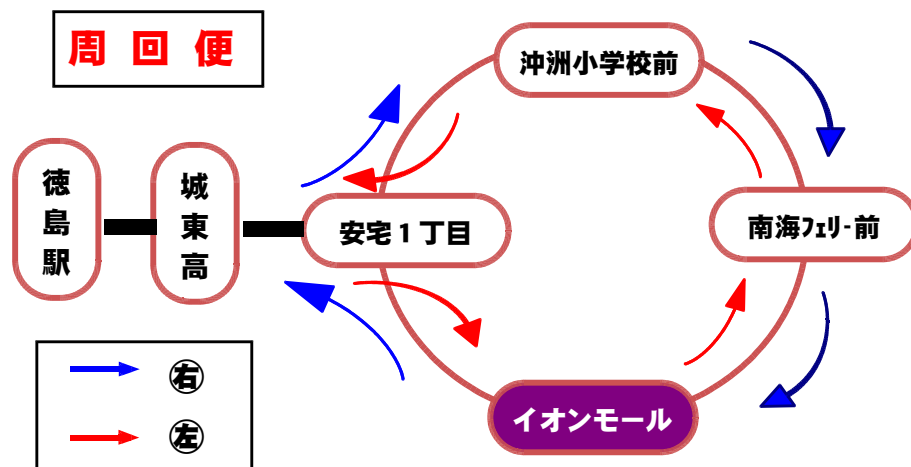 周回便
沖洲小学校前
徳島駅
城東高
安宅1丁目
南海ﾌｪﾘｰ前
イオンモール
㊨
㊧